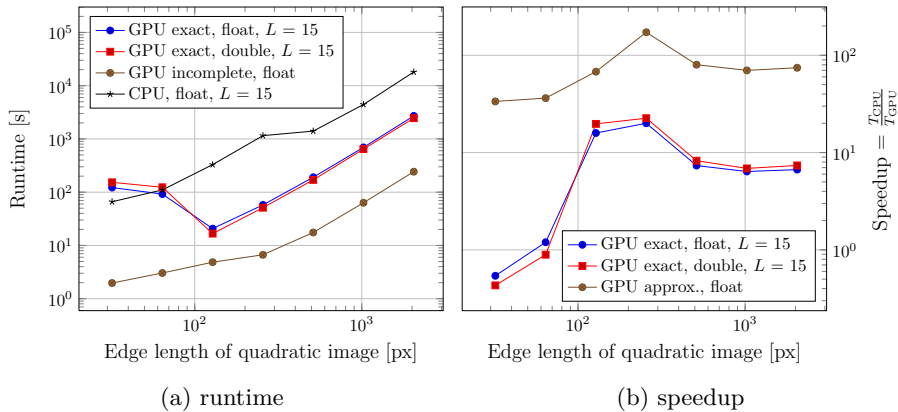 Runtime [s]
10^5
10^4
10^3
10^2
10^1
10^0
GPU exact, float, L = 15
GPU exact, double, L = 15
GPU incomplete, float
CPU, float, L = 15
10^2
10^3
Edge length of quadratic image [px]
(a) runtime
10^2
10^1
10^0
Speedup = T_CPU/T_GPU
GPU exact, float, L = 15
GPU exact, double, L = 15
GPU approx., float
10^2
10^3
Edge length of quadratic image [px]
(b) speedup